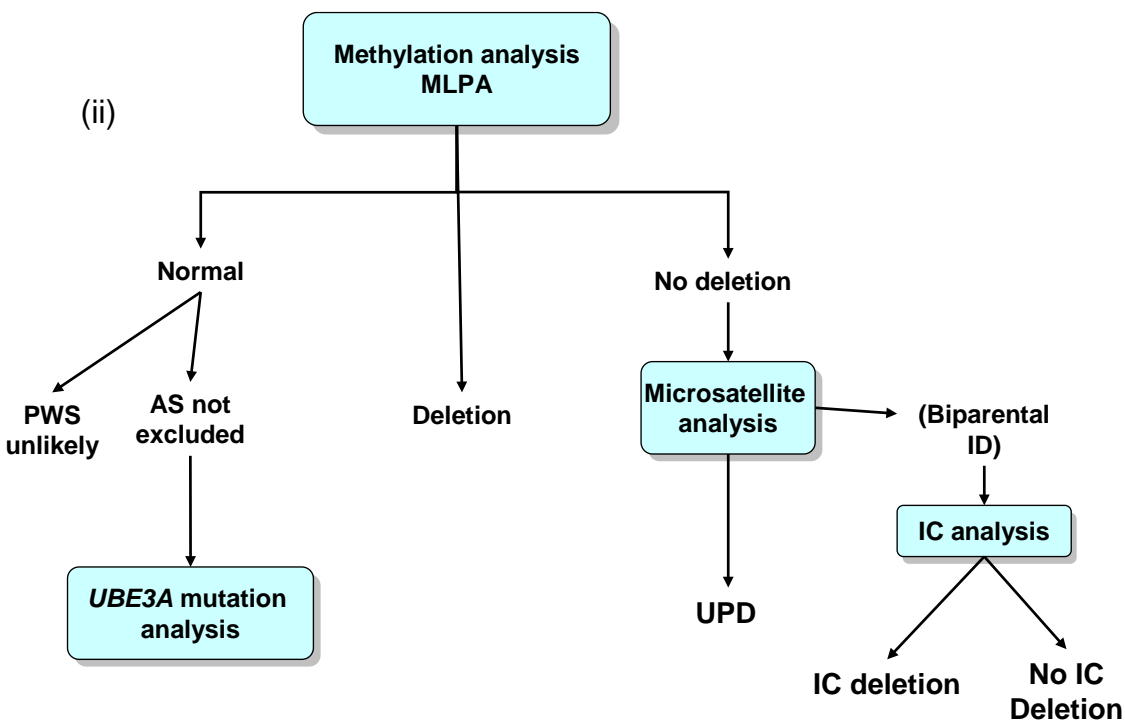 Methylation analysis
MLPA
(ii)
Normal
No deletion
PWS
unlikely
AS not
excluded
Deletion
Microsatellite
analysis
(Biparental
ID)
IC analysis
UBE3A mutation
analysis
UPD
IC deletion
No IC
Deletion